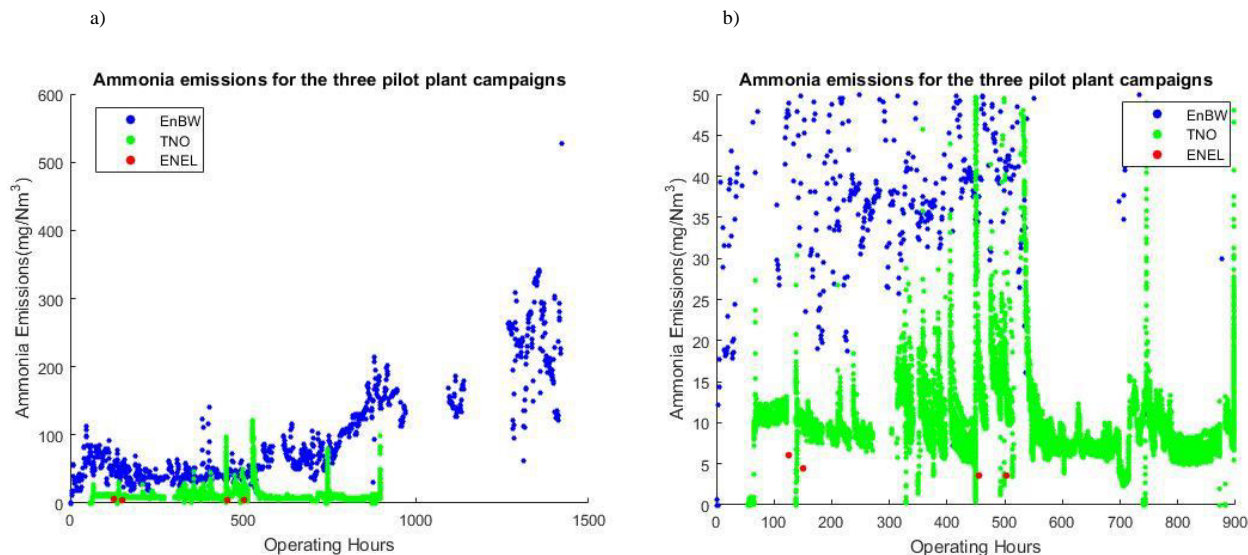 a)
b)
Ammonia emissions for the three pilot plant campaigns
600
500
400
300
200
100
0
0
500
1000
1500
Ammonia Emissions(mg/Nm³)
Operating Hours
EnBW
TNO
ENEL
Ammonia emissions for the three pilot plant campaigns
50
45
40
35
30
25
20
15
10
5
0
0
100
200
300
400
500
600
700
800
900
Ammonia Emissions(mg/Nm³)
Operating Hours
EnBW
TNO
ENEL